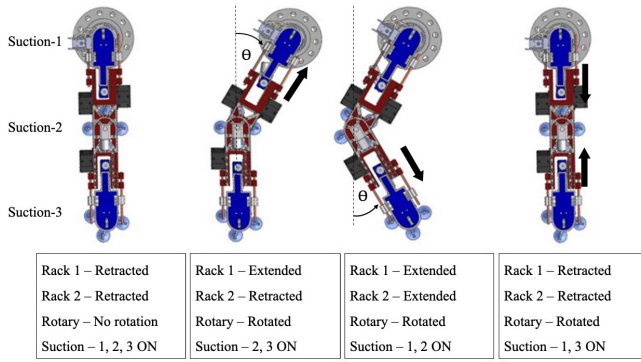 Suction-1
Suction-2
Suction-3
θ
θ
Rack 1 – Retracted
Rack 2 – Retracted
Rotary – No rotation
Suction – 1, 2, 3 ON
Rack 1 – Extended
Rack 2 – Retracted
Rotary – Rotated
Suction – 2, 3 ON
Rack 1 – Extended
Rack 2 – Extended
Rotary – Rotated
Suction – 1, 2 ON
Rack 1 – Retracted
Rack 2 – Retracted
Rotary – Rotated
Suction – 1, 3 ON